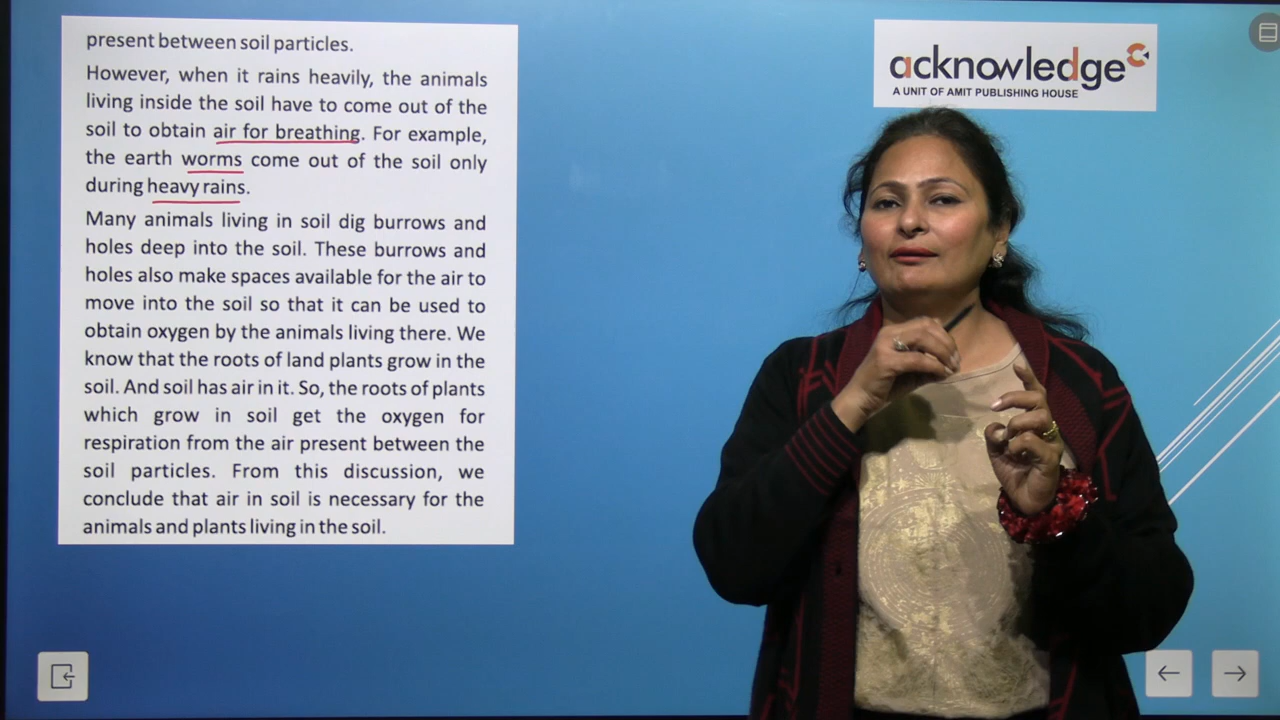 present between soil particles.
However, when it rains heavily, the animals
living inside the soil have to come out of the
soil to obtain air for breathing. For example,
the earth worms come out of the soil only
during heavy rains.
Many animals living in soil dig burrows and
holes deep into the soil. These burrows and
holes also make spaces available for the air to
move into the soil so that it can be used to
obtain oxygen by the animals living there. We
know that the roots of land plants grow in the
soil. And soil has air in it. So, the roots of plants
which grow in soil get the oxygen for
respiration from the air present between the
soil particles. From this discussion, we
conclude that air in soil is necessary for the
animals and plants living in the soil.
acknowledge
A UNIT OF AMIT PUBLISHING HOUSE